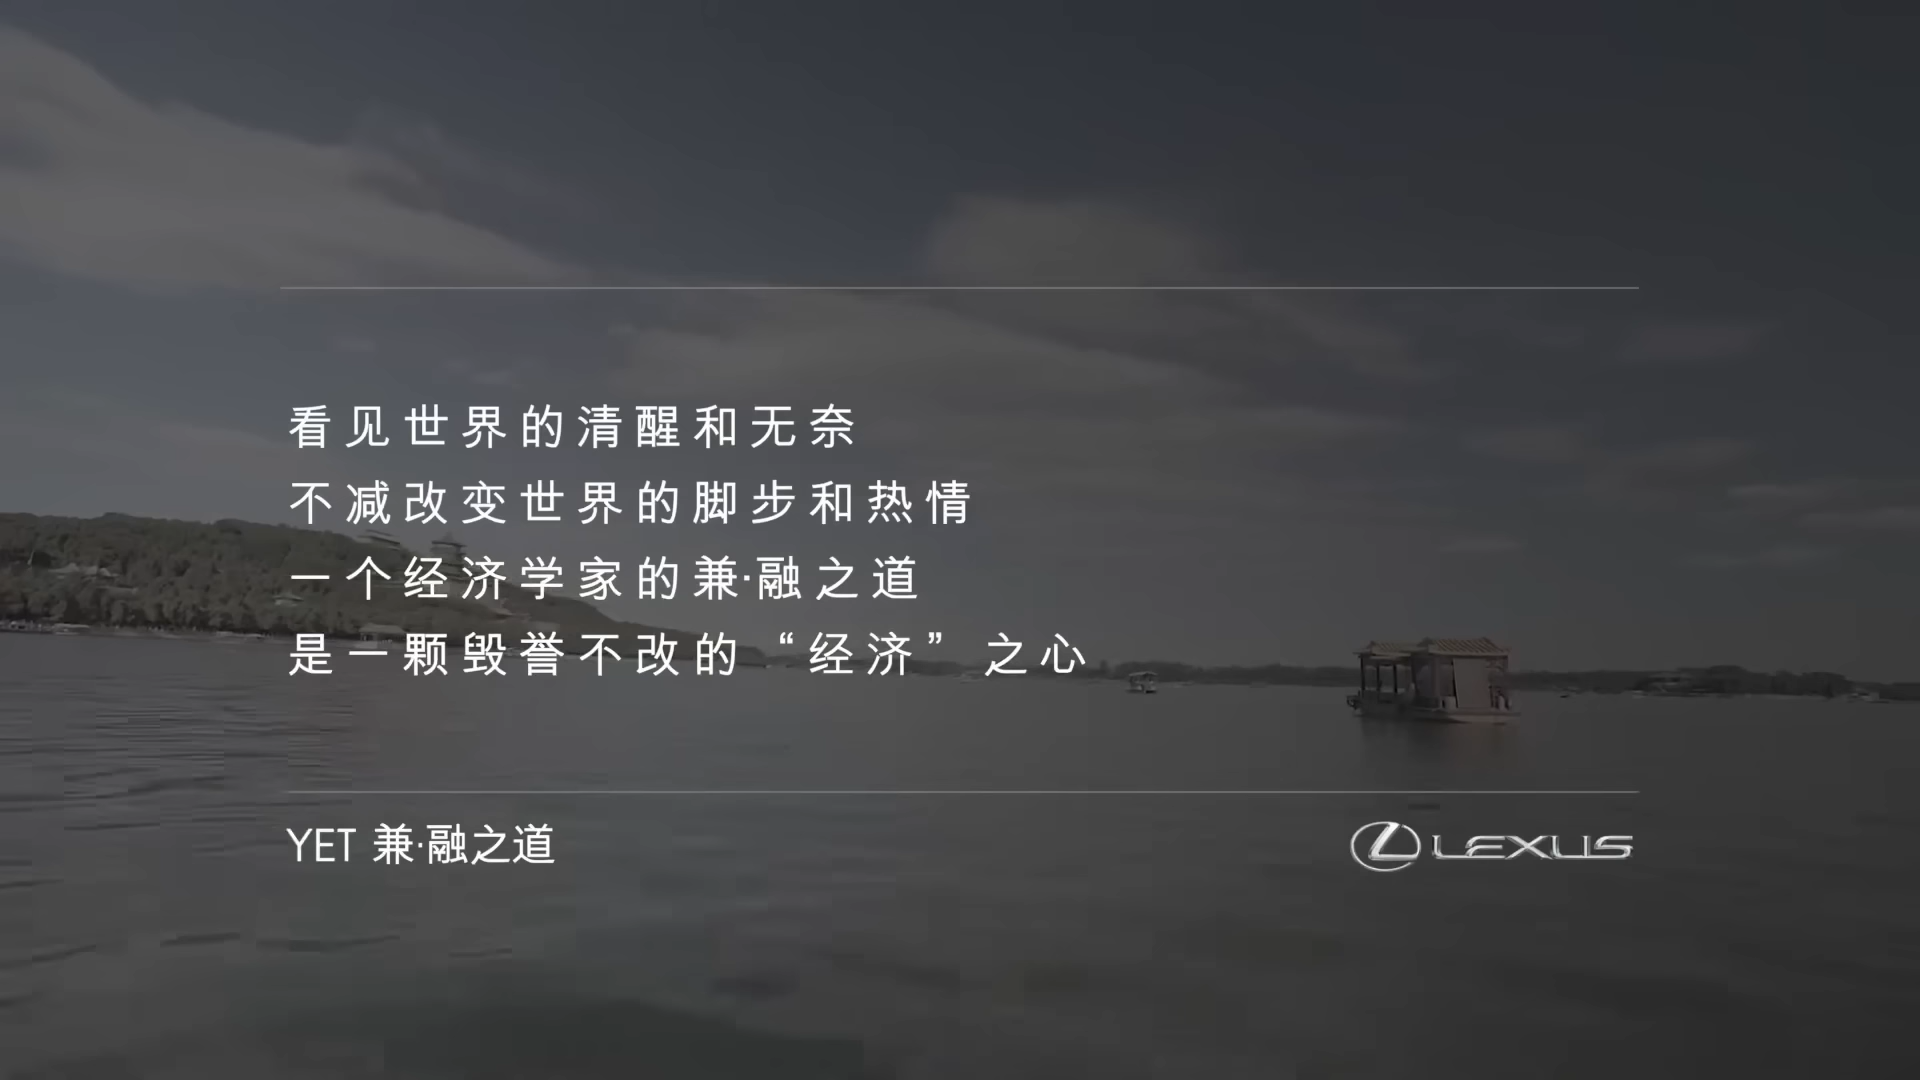 看见世界的清醒和无奈
不减改变世界的脚步和热情
一个经济学家的兼·融之道
是一颗毁誉不改的“经济”之心
YET 兼·融之道
LEXUS